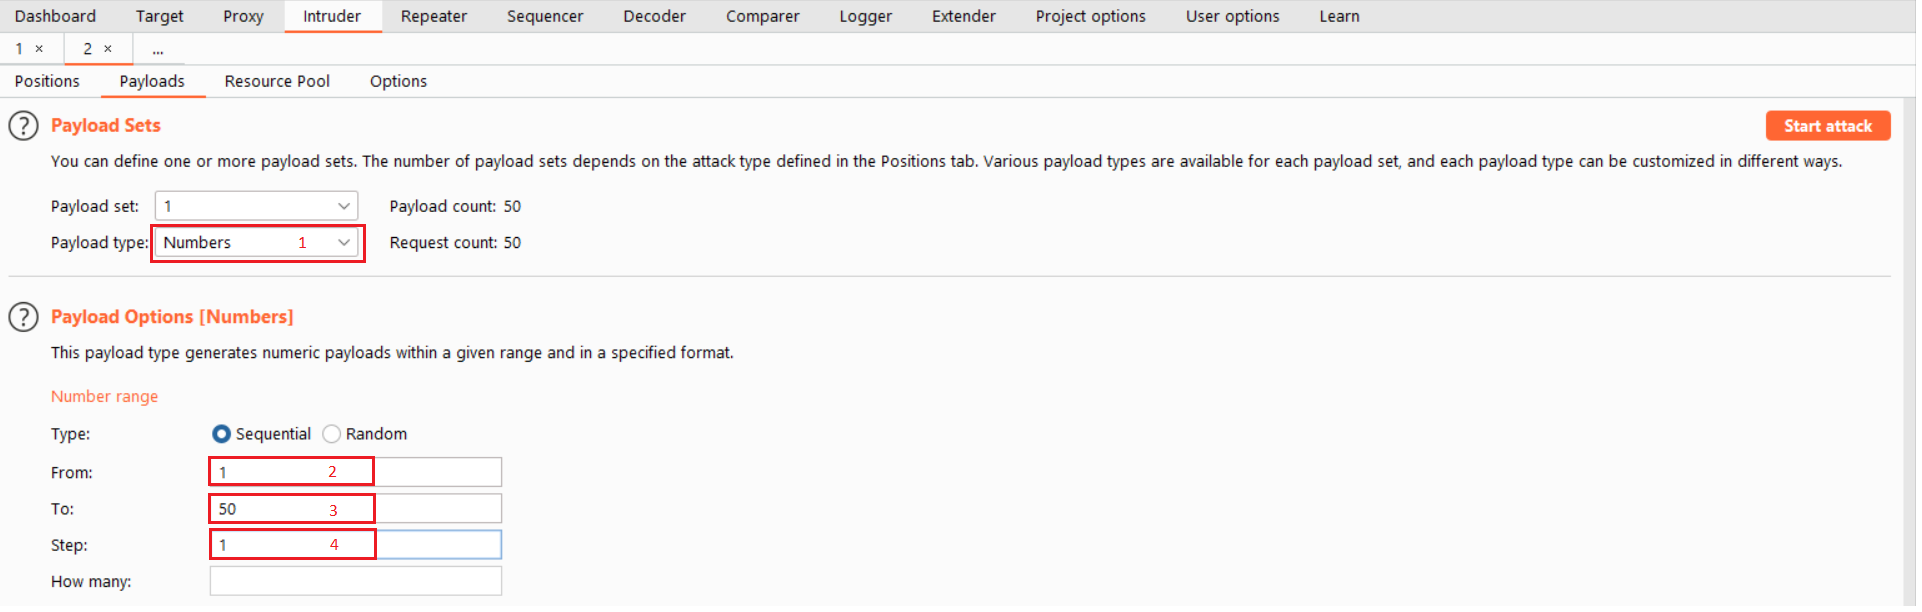 Dashboard Target Proxy Intruder Repeater Sequencer Decoder Comparer Logger Extender Project options User options Learn
1 × 2 × ...
Positions Payloads Resource Pool Options
? Payload Sets Start attack
You can define one or more payload sets. The number of payload sets depends on the attack type defined in the Positions tab. Various payload types are available for each payload set, and each payload type can be customized in different ways.
Payload set: 1 Payload count: 50
Payload type: Numbers 1 Request count: 50
? Payload Options [Numbers]
This payload type generates numeric payloads within a given range and in a specified format.
Number range
Type: Sequential Random
From: 1 2
To: 50 3
Step: 1 4
How many: